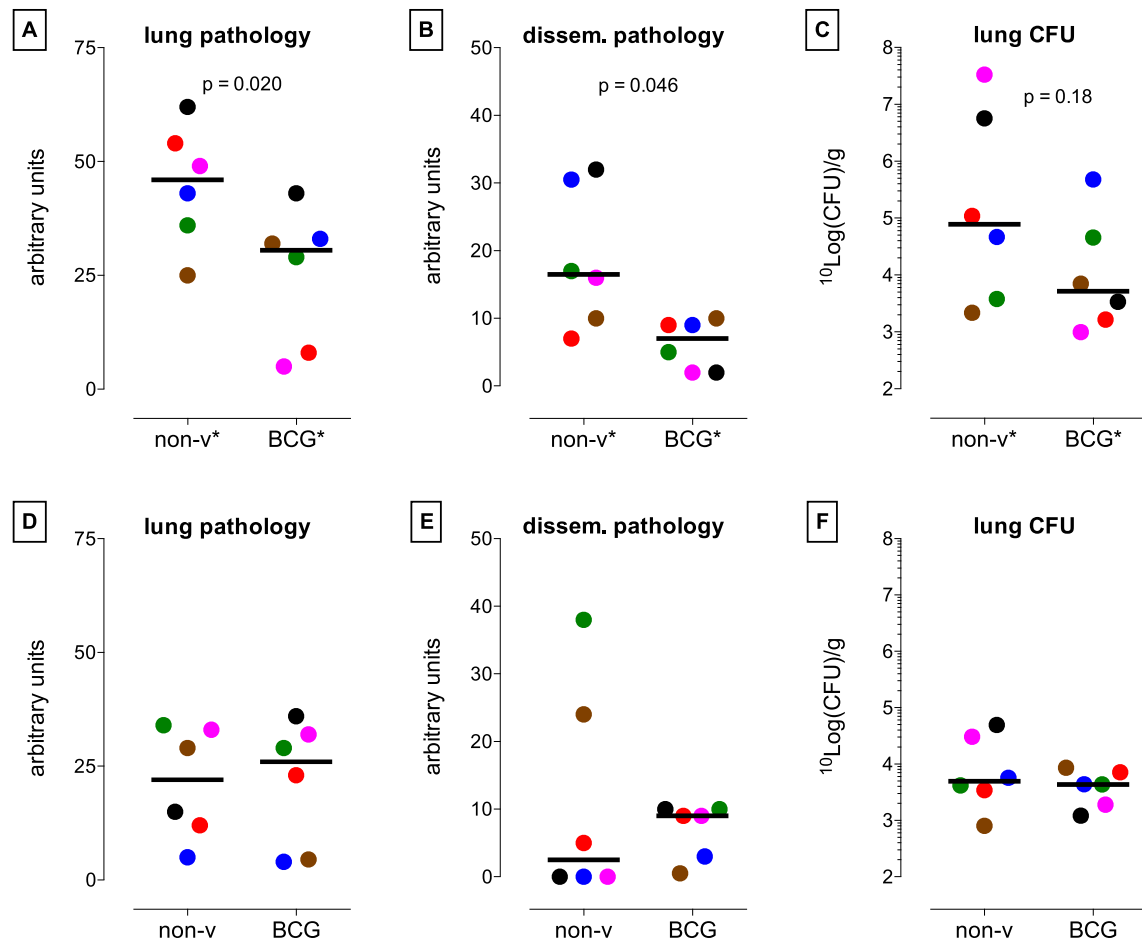 A
lung pathology
p = 0.020
arbitrary units
75
50
25
0
non-v* BCG*
B
dissem. pathology
p = 0.046
arbitrary units
50
40
30
20
10
0
non-v* BCG*
C
lung CFU
p = 0.18
¹⁰Log(CFU)/g
8
7
6
5
4
3
2
non-v* BCG*
D
lung pathology
arbitrary units
75
50
25
0
non-v BCG
E
dissem. pathology
arbitrary units
50
40
30
20
10
0
non-v BCG
F
lung CFU
¹⁰Log(CFU)/g
8
7
6
5
4
3
2
non-v BCG